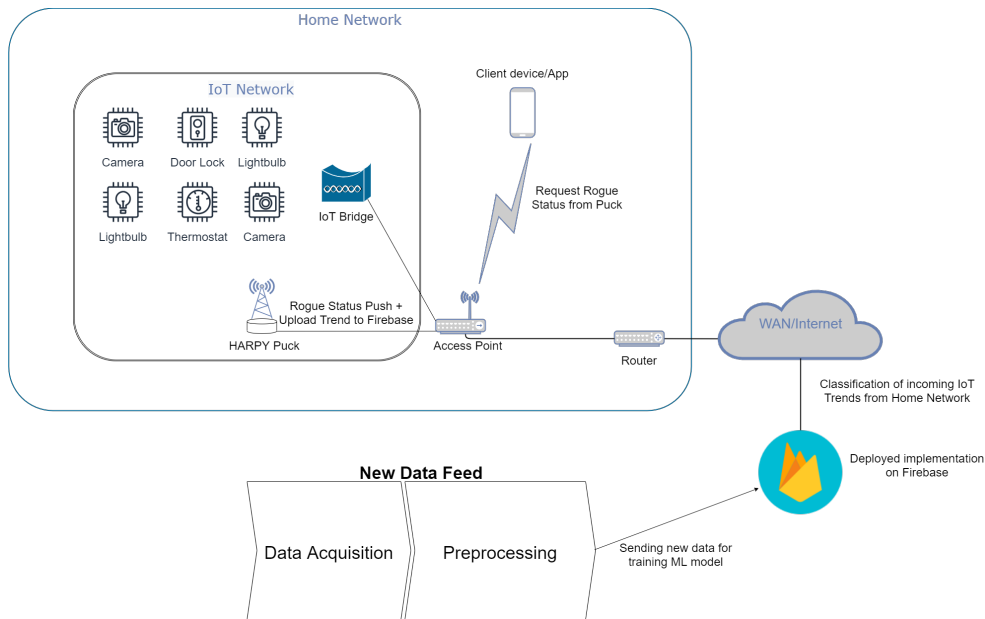 Home Network
IoT Network
Client device/App
Camera
Door Lock
Lightbulb
Request Rogue
Status from Puck
IoT Bridge
Lightbulb
Thermostat
Camera
Rogue Status Push +
Upload Trend to Firebase
HARPY Puck
Access Point
Router
WAN/Internet
Classification of incoming IoT
Trends from Home Network
Deployed implementation
on Firebase
New Data Feed
Data Acquisition
Preprocessing
Sending new data for
training ML model